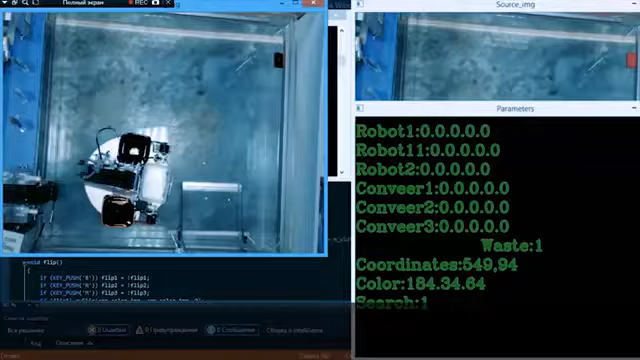 Полный экран
REC
Source_img
Parameters
Robot1:0.0.0.0.0
Robot11:0.0.0.0.0
Robot2:0.0.0.0.0
Conveer1:0.0.0.0.0
Conveer2:0.0.0.0.0
Conveer3:0.0.0.0.0
Waste:1
Coordinates:549,94
Color:184.34.64
Search:1
void flip()
{
if (KEY_PUSH('B')) flip1 = !flip1;
if (KEY_PUSH('N')) flip2 = !flip2;
if (KEY_PUSH('M')) flip3 = !flip3;
Список ошибок
Все решение
0 Ошибки
0 Предупреждения
0 Сообщения
Сборка и IntelliSense
Код
Описание